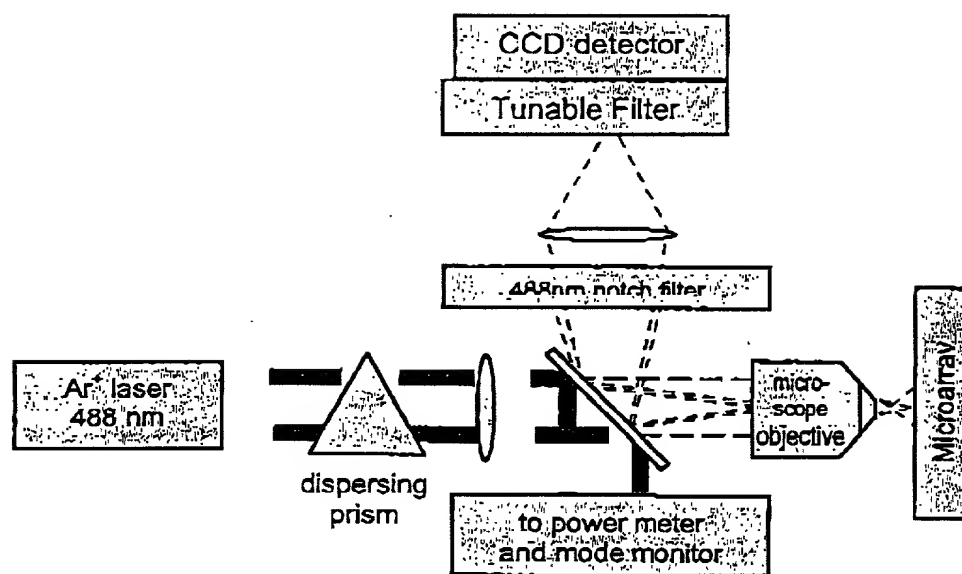 CCD detector
Tunable Filter
488nm notch filter
Ar+ laser
488 nm
micro-
scope
objective
Microarray
dispersing
prism
to power meter
and mode monitor